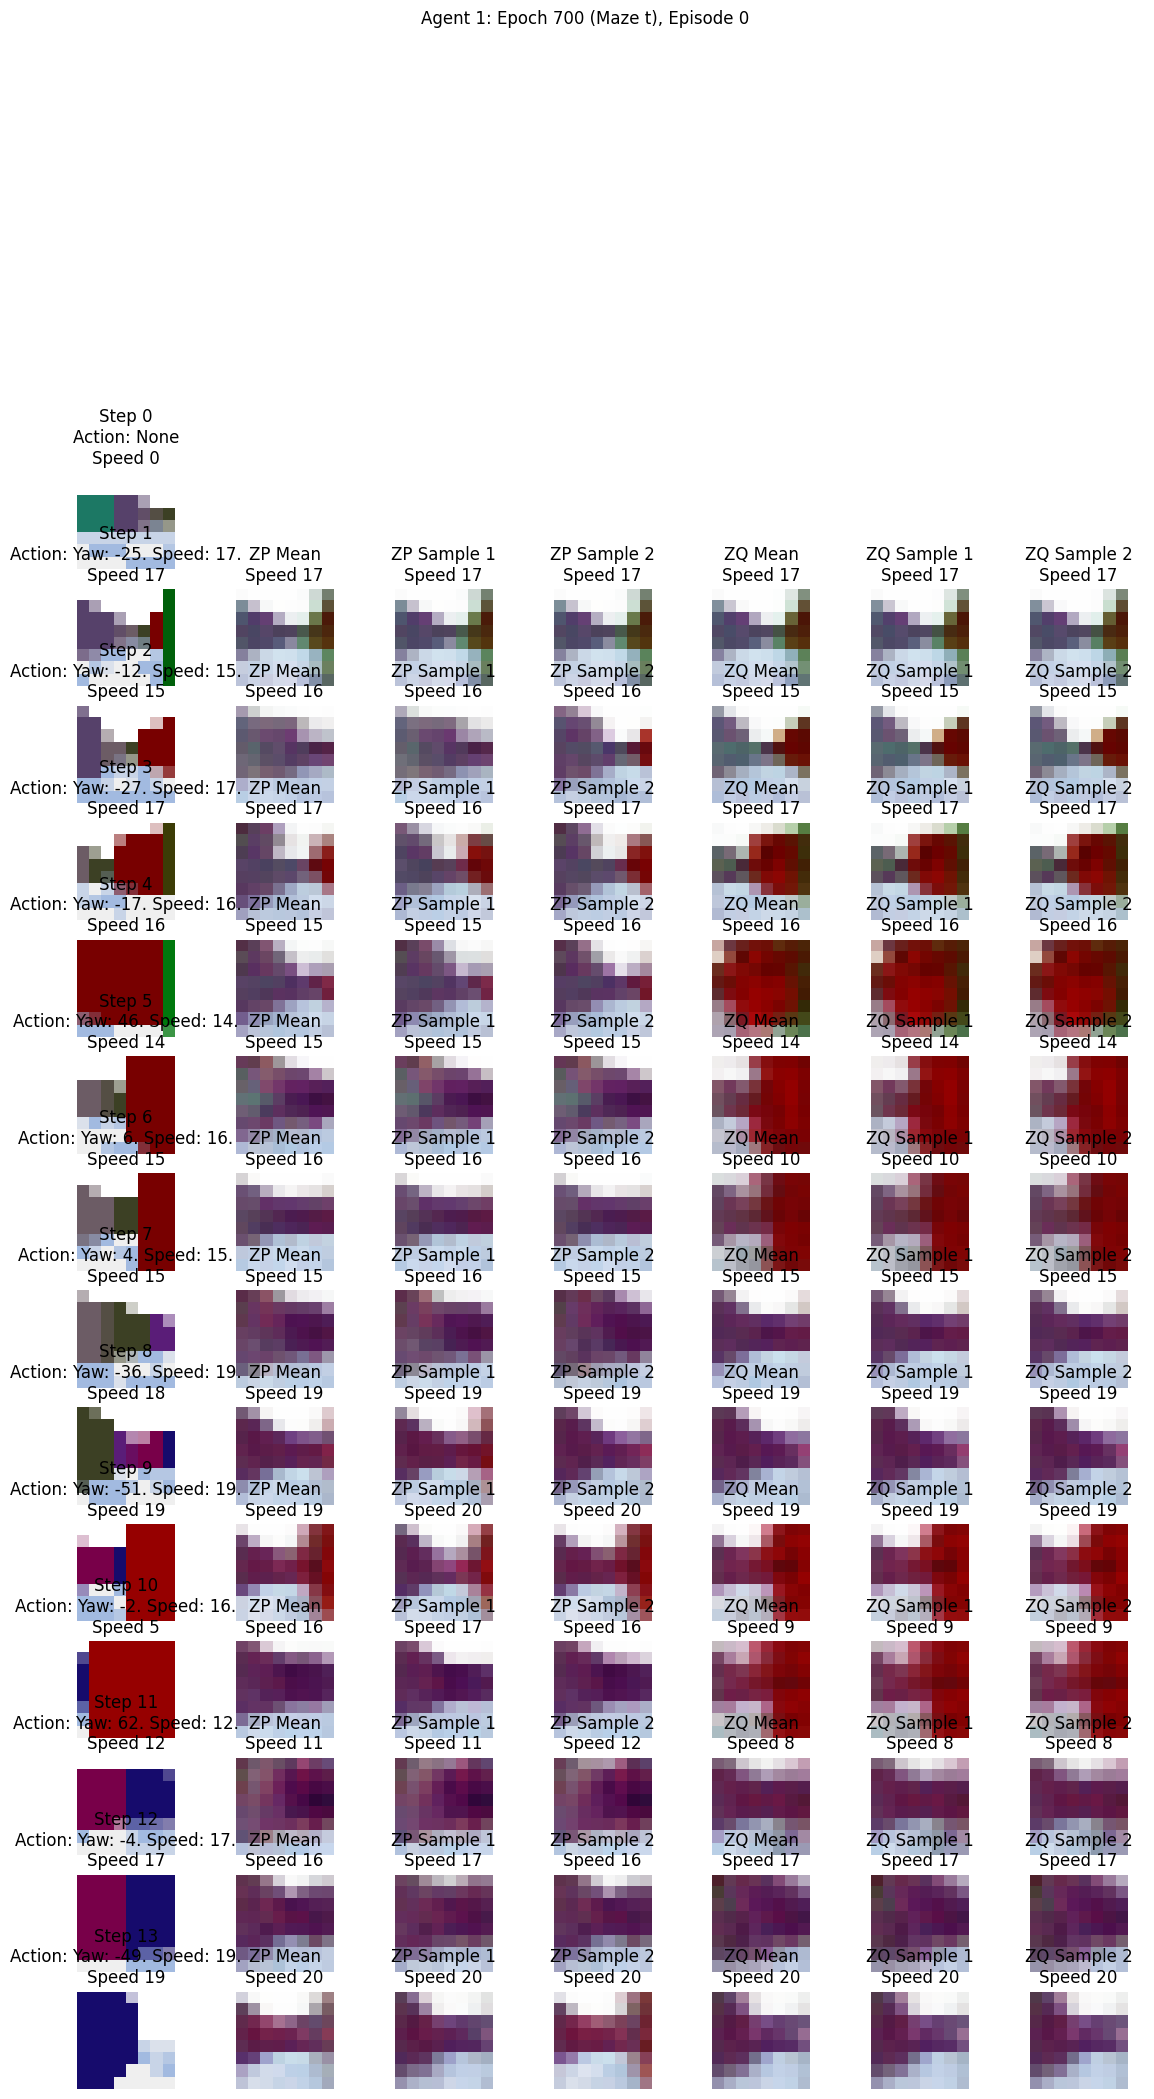 Agent 1: Epoch 700 (Maze t), Episode 0
Step 0
Action: None
Speed 0
Step 1
Action: Yaw: -25. Speed: 17.
Speed 17
ZP Mean
Speed 17
ZP Sample 1
Speed 17
ZP Sample 2
Speed 17
ZQ Mean
Speed 17
ZQ Sample 1
Speed 17
ZQ Sample 2
Speed 17
Step 2
Action: Yaw: -12. Speed: 15.
Speed 15
ZP Mean
Speed 16
ZP Sample 1
Speed 16
ZP Sample 2
Speed 16
ZQ Mean
Speed 15
ZQ Sample 1
Speed 15
ZQ Sample 2
Speed 15
Step 3
Action: Yaw: -27. Speed: 17.
Speed 17
ZP Mean
Speed 17
ZP Sample 1
Speed 16
ZP Sample 2
Speed 17
ZQ Mean
Speed 17
ZQ Sample 1
Speed 17
ZQ Sample 2
Speed 17
Step 4
Action: Yaw: -17. Speed: 16.
Speed 16
ZP Mean
Speed 15
ZP Sample 1
Speed 15
ZP Sample 2
Speed 16
ZQ Mean
Speed 16
ZQ Sample 1
Speed 16
ZQ Sample 2
Speed 16
Step 5
Action: Yaw: 46. Speed: 14.
Speed 14
ZP Mean
Speed 15
ZP Sample 1
Speed 15
ZP Sample 2
Speed 15
ZQ Mean
Speed 14
ZQ Sample 1
Speed 14
ZQ Sample 2
Speed 14
Step 6
Action: Yaw: 6. Speed: 16.
Speed 15
ZP Mean
Speed 16
ZP Sample 1
Speed 16
ZP Sample 2
Speed 16
ZQ Mean
Speed 10
ZQ Sample 1
Speed 10
ZQ Sample 2
Speed 10
Step 7
Action: Yaw: 4. Speed: 15.
Speed 15
ZP Mean
Speed 15
ZP Sample 1
Speed 16
ZP Sample 2
Speed 15
ZQ Mean
Speed 15
ZQ Sample 1
Speed 15
ZQ Sample 2
Speed 15
Step 8
Action: Yaw: -36. Speed: 19.
Speed 18
ZP Mean
Speed 19
ZP Sample 1
Speed 19
ZP Sample 2
Speed 19
ZQ Mean
Speed 19
ZQ Sample 1
Speed 19
ZQ Sample 2
Speed 19
Step 9
Action: Yaw: -51. Speed: 19.
Speed 19
ZP Mean
Speed 19
ZP Sample 1
Speed 20
ZP Sample 2
Speed 20
ZQ Mean
Speed 19
ZQ Sample 1
Speed 19
ZQ Sample 2
Speed 19
Step 10
Action: Yaw: -2. Speed: 16.
Speed 5
ZP Mean
Speed 16
ZP Sample 1
Speed 17
ZP Sample 2
Speed 16
ZQ Mean
Speed 9
ZQ Sample 1
Speed 9
ZQ Sample 2
Speed 9
Step 11
Action: Yaw: 62. Speed: 12.
Speed 12
ZP Mean
Speed 11
ZP Sample 1
Speed 11
ZP Sample 2
Speed 12
ZQ Mean
Speed 8
ZQ Sample 1
Speed 8
ZQ Sample 2
Speed 8
Step 12
Action: Yaw: -4. Speed: 17.
Speed 17
ZP Mean
Speed 16
ZP Sample 1
Speed 17
ZP Sample 2
Speed 16
ZQ Mean
Speed 17
ZQ Sample 1
Speed 17
ZQ Sample 2
Speed 17
Step 13
Action: Yaw: -49. Speed: 19.
Speed 19
ZP Mean
Speed 20
ZP Sample 1
Speed 20
ZP Sample 2
Speed 20
ZQ Mean
Speed 20
ZQ Sample 1
Speed 20
ZQ Sample 2
Speed 20